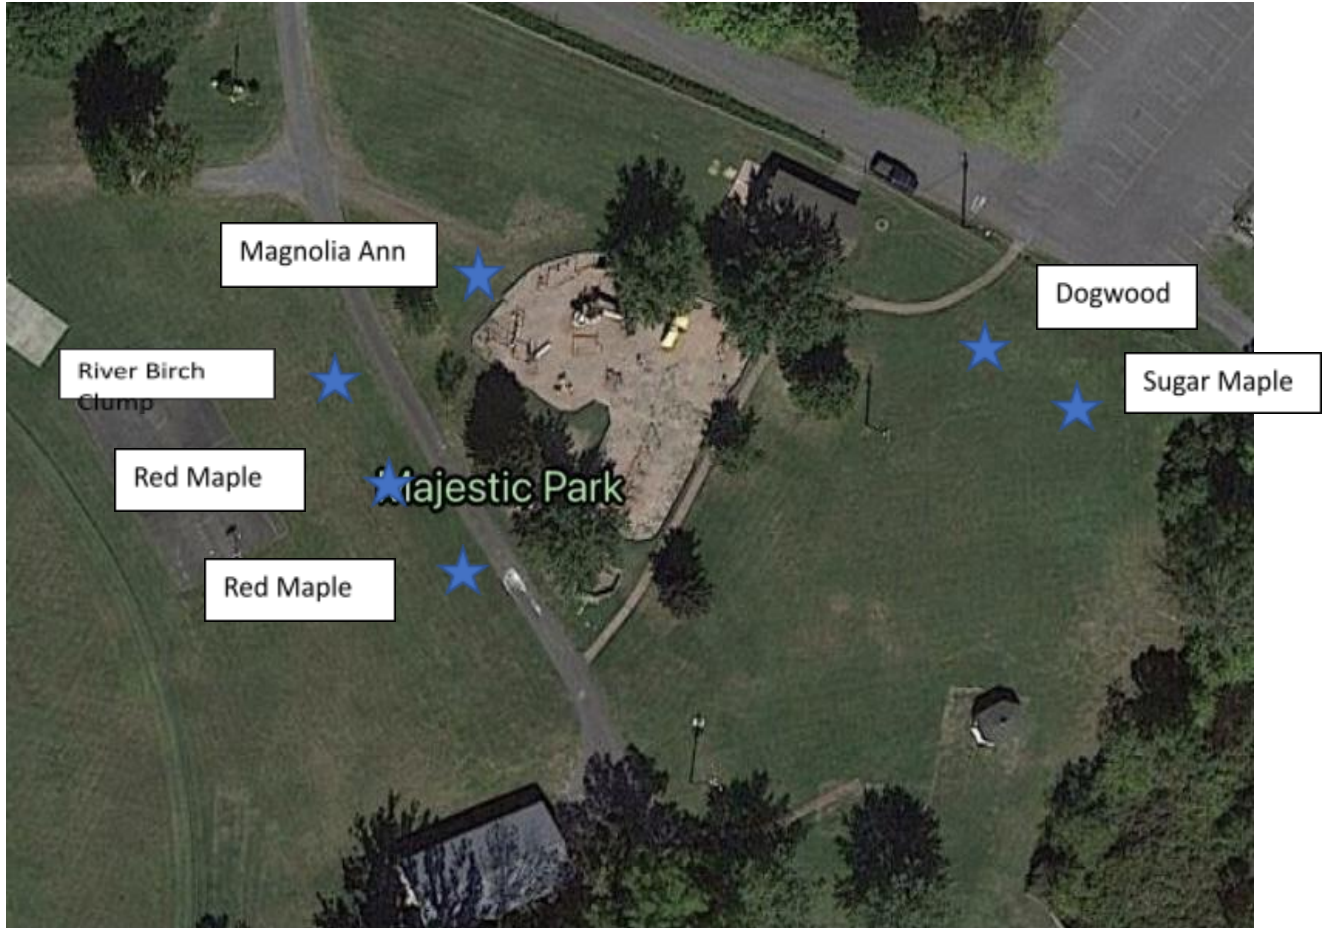 Magnolia Ann
Dogwood
River Birch
Clump
Sugar Maple
Red Maple
Majestic Park
Red Maple